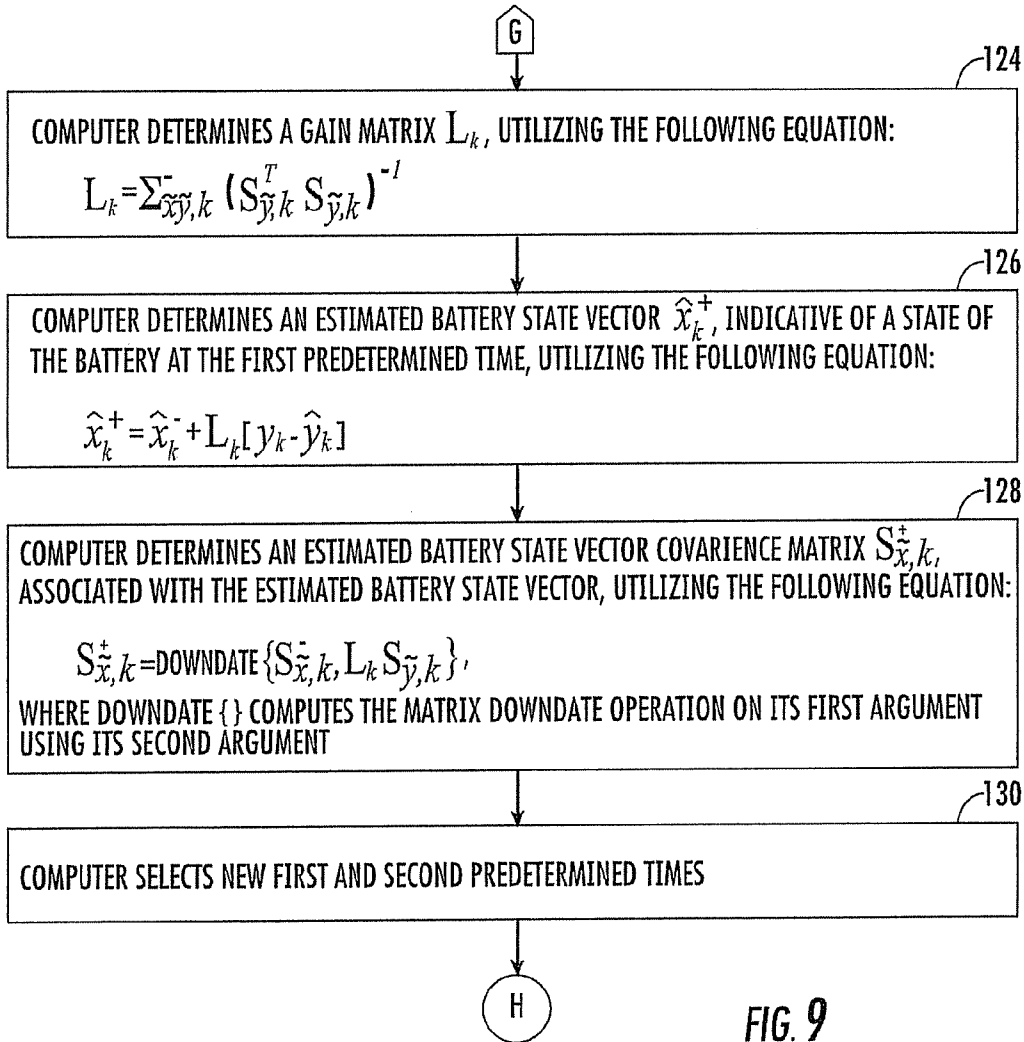 G
124
COMPUTER DETERMINES A GAIN MATRIX L_k, UTILIZING THE FOLLOWING EQUATION:
L_k = Σ^-_{x̃ỹ,k} (S^T_{ỹ,k} S_{ỹ,k})^{-1}
126
COMPUTER DETERMINES AN ESTIMATED BATTERY STATE VECTOR x̂_k^+, INDICATIVE OF A STATE OF
THE BATTERY AT THE FIRST PREDETERMINED TIME, UTILIZING THE FOLLOWING EQUATION:
x̂_k^+ = x̂_k^- + L_k[y_k - ŷ_k]
128
COMPUTER DETERMINES AN ESTIMATED BATTERY STATE VECTOR COVARIENCE MATRIX S^+_{x̃,k},
ASSOCIATED WITH THE ESTIMATED BATTERY STATE VECTOR, UTILIZING THE FOLLOWING EQUATION:
S^+_{x̃,k} = DOWNDATE{S^-_{x̃,k}, L_k S_{ỹ,k}},
WHERE DOWNDATE { } COMPUTES THE MATRIX DOWNDATE OPERATION ON ITS FIRST ARGUMENT
USING ITS SECOND ARGUMENT
130
COMPUTER SELECTS NEW FIRST AND SECOND PREDETERMINED TIMES
H
FIG. 9